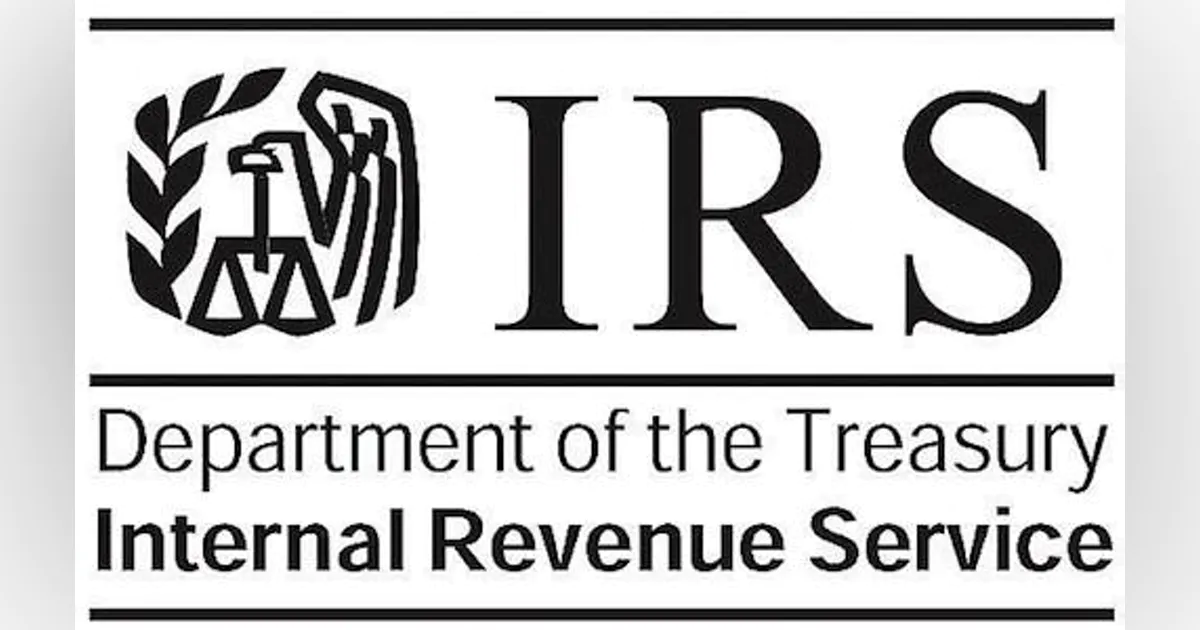 IRS
Department of the Treasury
Internal Revenue Service